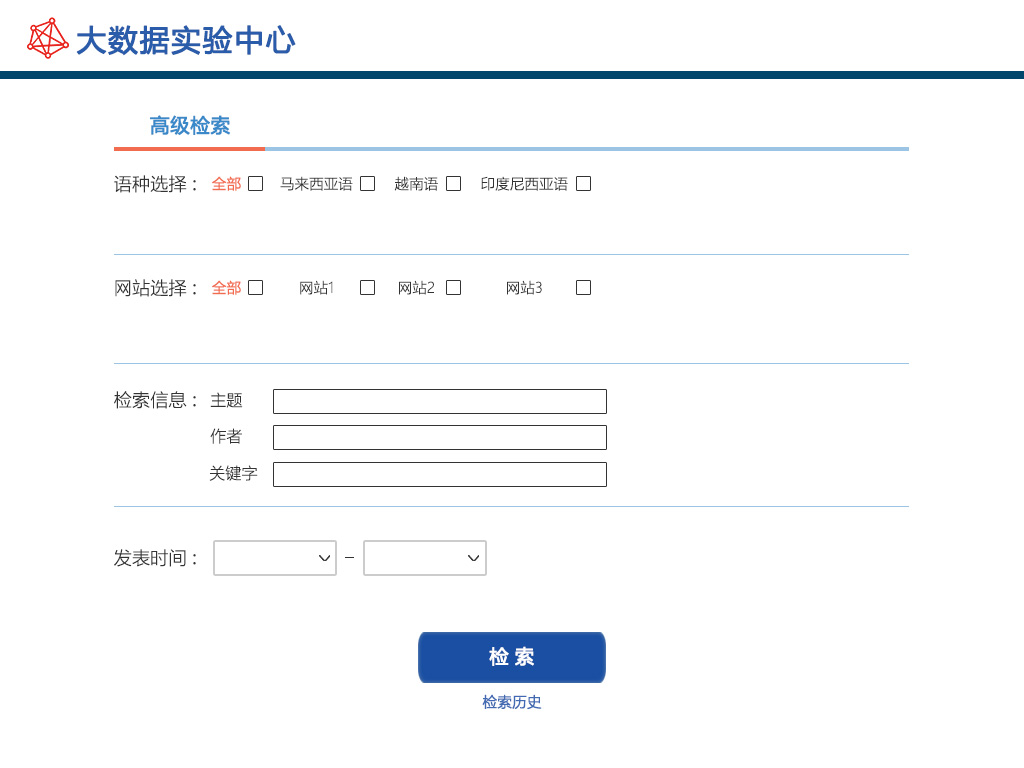 大数据实验中心
高级检索
语种选择： 全部 马来西亚语 越南语 印度尼西亚语
网站选择： 全部 网站1 网站2 网站3
检索信息： 主题
作者
关键字
发表时间： –
检 索
检索历史